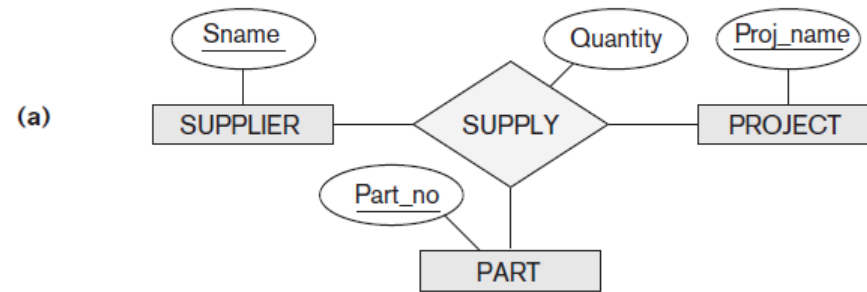 Sname
Quantity
Proj_name
(a)
SUPPLIER
SUPPLY
PROJECT
Part_no
PART